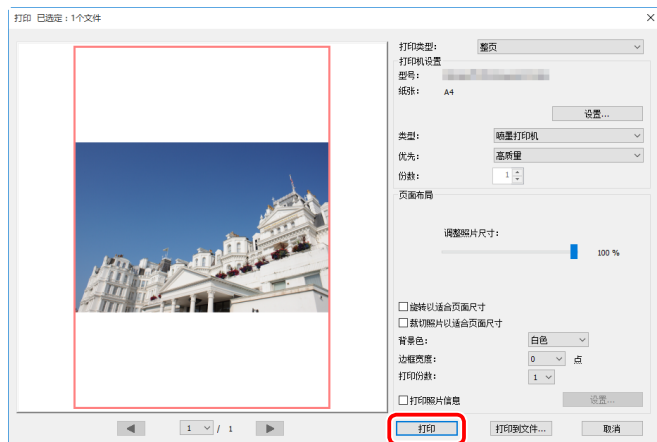 打印 已选定：1个文件
打印类型： 整页
打印机设置
型号：
纸张： A4
设置...
类型： 喷墨打印机
优先： 高质量
份数： 1
页面布局
调整照片尺寸：
100 %
旋转以适合页面尺寸
裁切照片以适合页面尺寸
背景色： 白色
边框宽度： 0 点
打印份数： 1
打印照片信息 设置...
1 / 1 打印 打印到文件... 取消